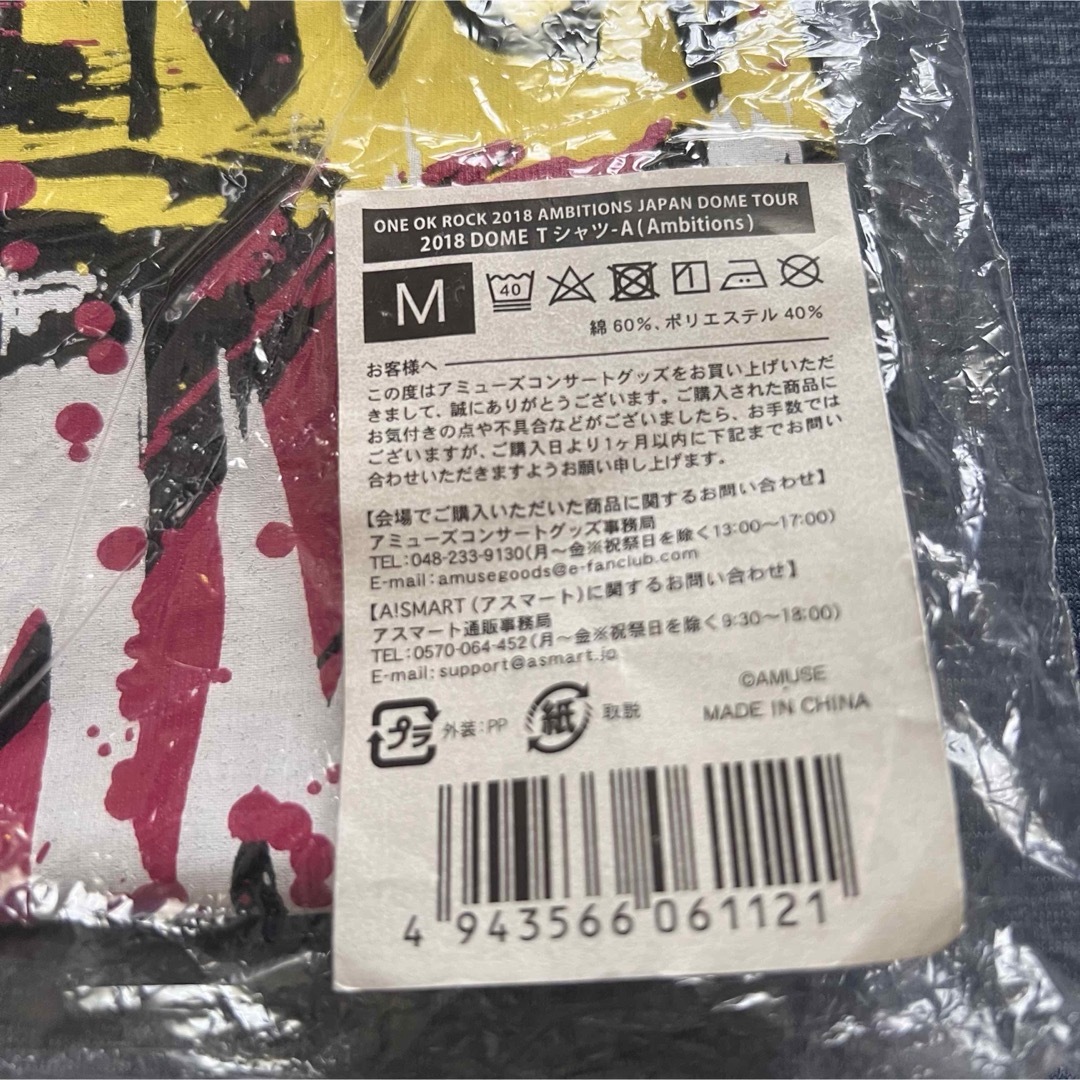 ONE OK ROCK 2018 AMBITIONS JAPAN DOME TOUR
2018 DOME Tシャツ-A(Ambitions)
M
40
綿 60%、ポリエステル 40%
お客様へ
この度はアミューズコンサートグッズをお買い上げいただ
きまして、誠にありがとうございます。ご購入された商品に
お気付きの点や不具合などがございましたら、お手数では
ございますが、ご購入日より1ヶ月以内に下記までお問い
合わせいただきますようお願い申し上げます。
【会場でご購入いただいた商品に関するお問い合わせ】
アミューズコンサートグッズ事務局
TEL:048-233-9130(月～金※祝祭日を除く13:00～17:00)
E-mail:amusegoods@e-fanclub.com
【A!SMART(アスマート)に関するお問い合わせ】
アスマート通販事務局
TEL:0570-064-452(月～金※祝祭日を除く9:30～18:00)
E-mail:support@asmart.jp
©AMUSE
MADE IN CHINA
プラ 外装:PP 紙 取説
4 943566 061121